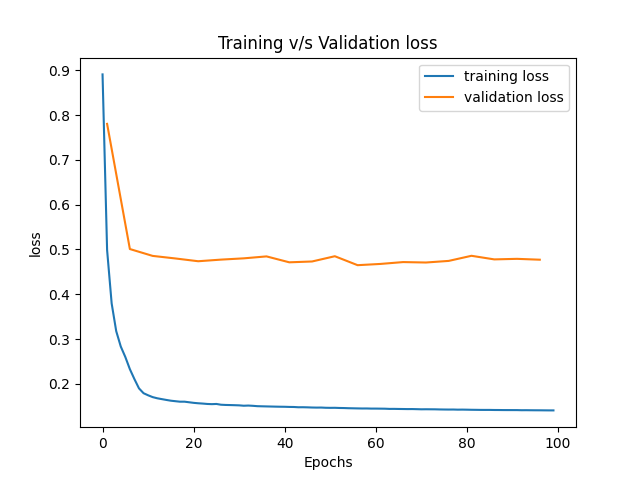 Training v/s Validation loss
training loss
validation loss
loss
0.9
0.8
0.7
0.6
0.5
0.4
0.3
0.2
0 20 40 60 80 100
Epochs